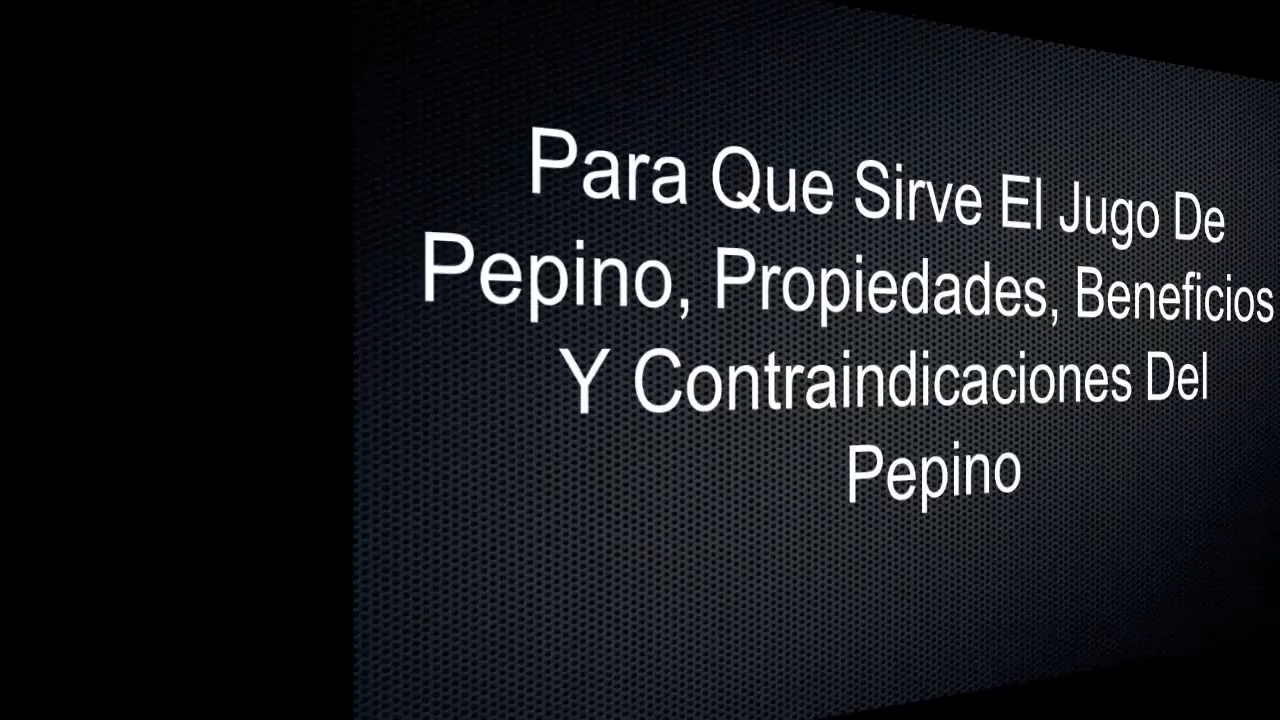 Para Que Sirve El Jugo De
Pepino, Propiedades, Beneficios
Y Contraindicaciones Del
Pepino